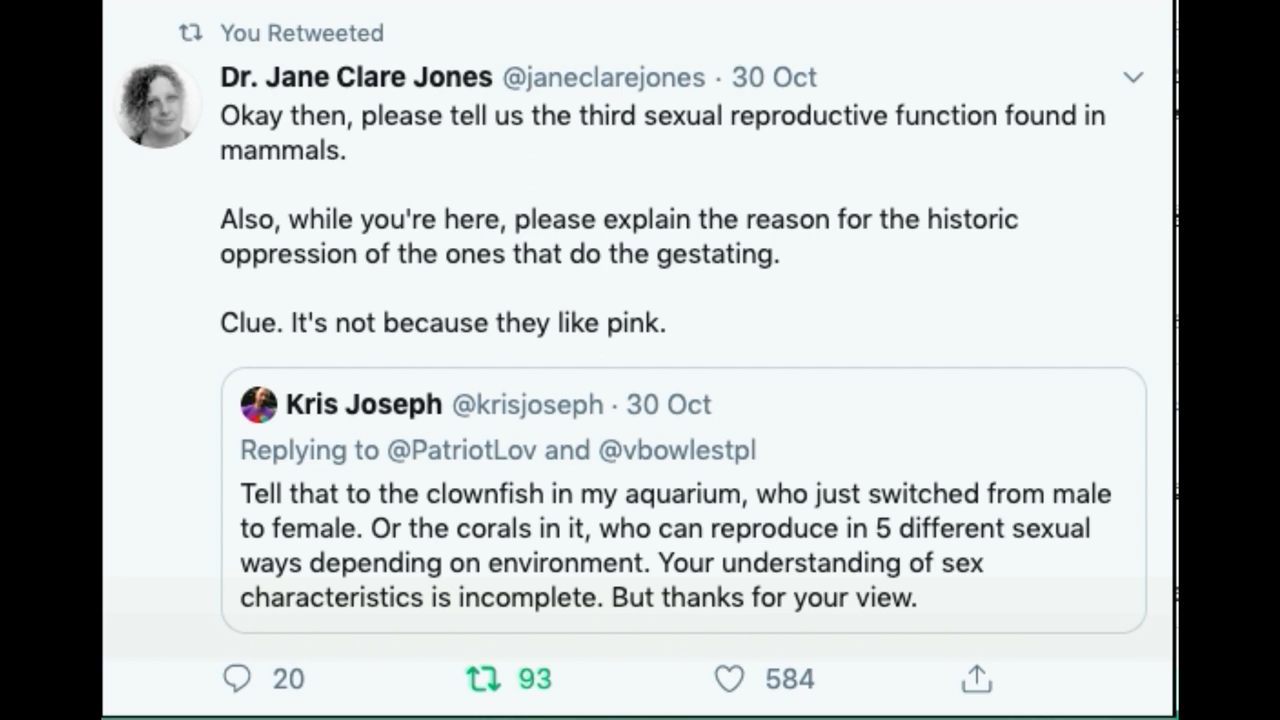 You Retweeted
Dr. Jane Clare Jones @janeclarejones · 30 Oct
Okay then, please tell us the third sexual reproductive function found in
mammals.
Also, while you're here, please explain the reason for the historic
oppression of the ones that do the gestating.
Clue. It's not because they like pink.
Kris Joseph @krisjoseph · 30 Oct
Replying to @PatriotLov and @vbowlestpl
Tell that to the clownfish in my aquarium, who just switched from male
to female. Or the corals in it, who can reproduce in 5 different sexual
ways depending on environment. Your understanding of sex
characteristics is incomplete. But thanks for your view.
20 93 584